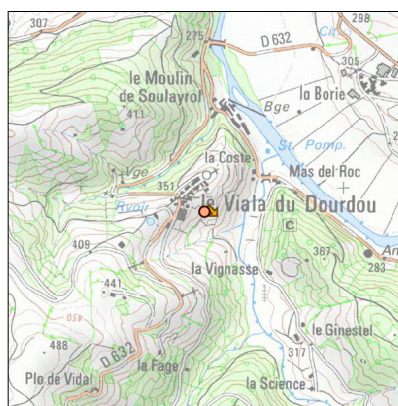 307
275
D 632
298
Cit.
305
le Moulin
de Soulayrol
la Borie
411
Bge
St. Pomp.
Vge
la Coste
Mas del Roc
351
le Viala du Dourdou
Rvoir
C
409
367
la Vignasse
283
441
450
le Ginestel
488
D 632
317
la Fage
Plo de Vidal
la Science